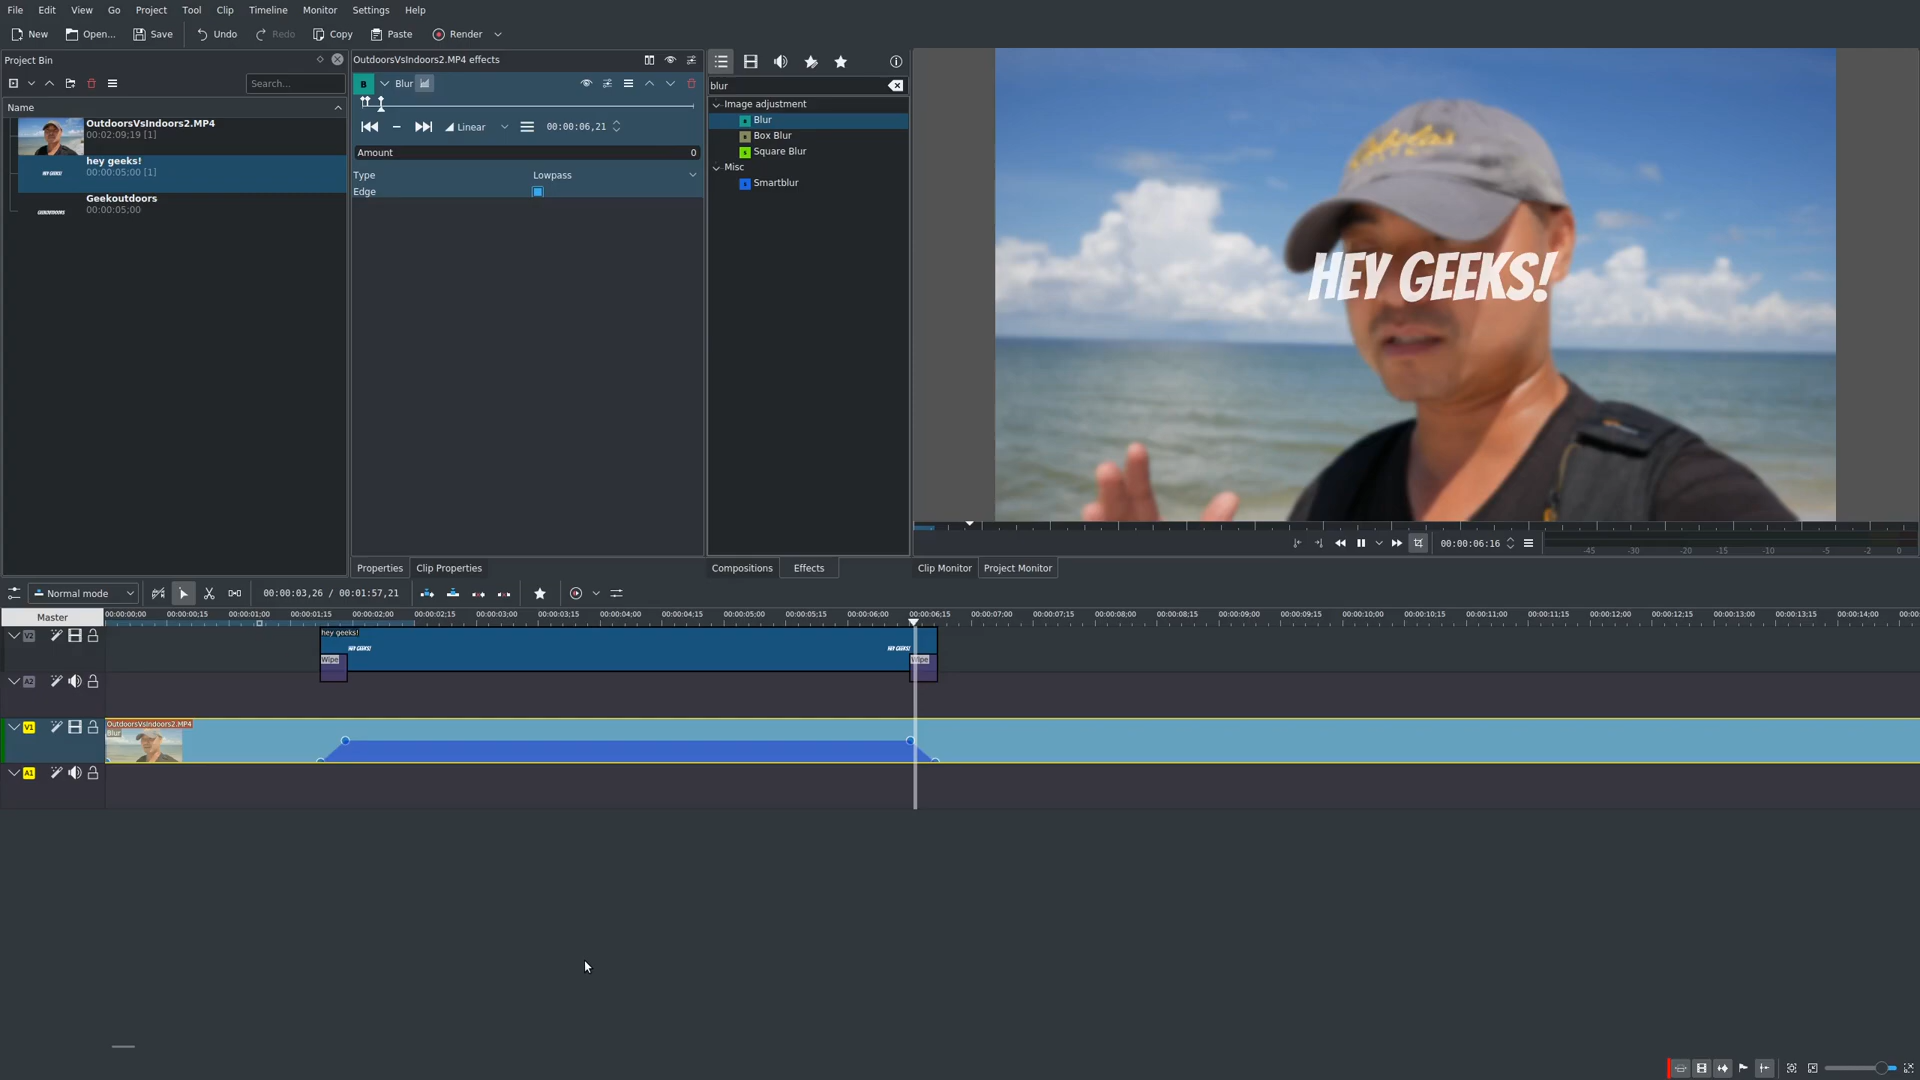 File Edit View Go Project Tool Clip Timeline Monitor Settings Help
New Open... Save Undo Redo Copy Paste Render
Project Bin
Search...
Name
OutdoorsVsIndoors2.MP4
00:02:09;19 [1]
HEY GEEKS!
hey geeks!
00:00:05;00 [1]
GEEKOUTDOORS
Geekoutdoors
00:00:05;00
OutdoorsVsIndoors2.MP4 effects
B Blur
Linear 00:00:06,21
Amount 0
Type Lowpass
Edge
blur
Image adjustment
Blur
Box Blur
Square Blur
Misc
Smartblur
HEY GEEKS!
00:00:06:16
-45 -30 -20 -15 -10 -5 -2 0
Properties Clip Properties
Compositions Effects
Clip Monitor Project Monitor
Normal mode 00:00:03,26 / 00:01:57,21
Master
00:00:00:00 00:00:00:15 00:00:01:00 00:00:01:15 00:00:02:00 00:00:02:15 00:00:03:00 00:00:03:15 00:00:04:00 00:00:04:15 00:00:05:00 00:00:05:15 00:00:06:00 00:00:06:15 00:00:07:00 00:00:07:15 00:00:08:00 00:00:08:15 00:00:09:00 00:00:09:15 00:00:10:00 00:00:10:15 00:00:11:00 00:00:11:15 00:00:12:00 00:00:12:15 00:00:13:00 00:00:13:15 00:00:14:00
V2
hey geeks!
HEY GEEKS! HEY GEEKS!
Wipe Wipe
A2
V1
OutdoorsVsIndoors2.MP4
Blur
A1